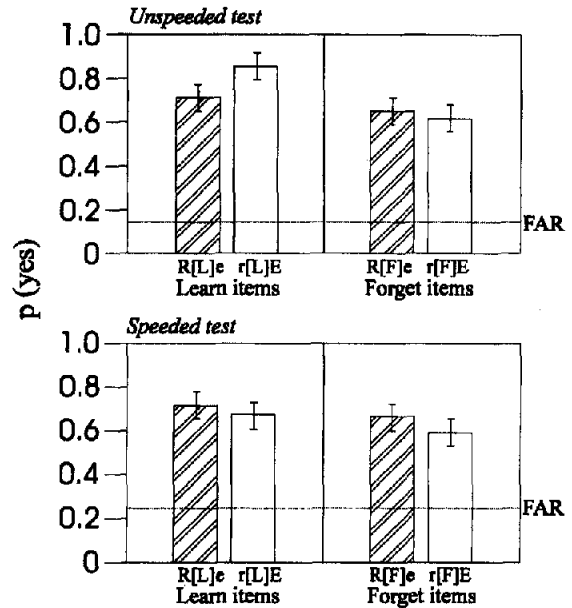 Unspeeded test
1.0
0.8
0.6
0.4
0.2
0
FAR
R[L]e r[L]E R[F]e r[F]E
Learn items Forget items
p (yes)
Speeded test
1.0
0.8
0.6
0.4
0.2
0
FAR
R[L]e r[L]E R[F]e r[F]E
Learn items Forget items